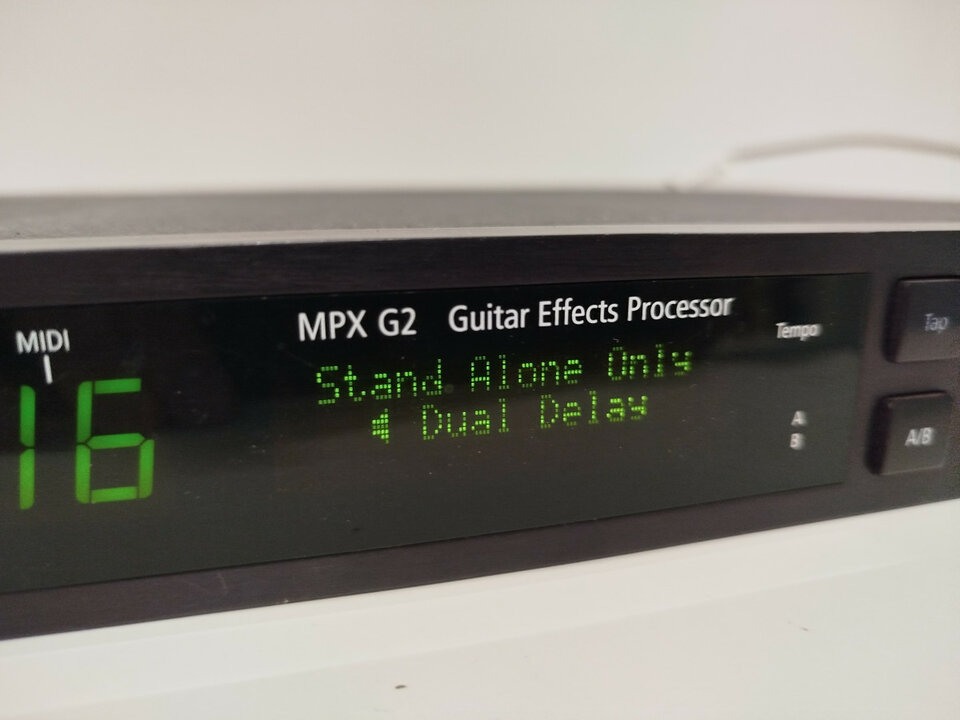 MIDI
16
MPX G2 Guitar Effects Processor
Stand Alone Only
Dual Delay
Tempo
A
B
Tap
A/B